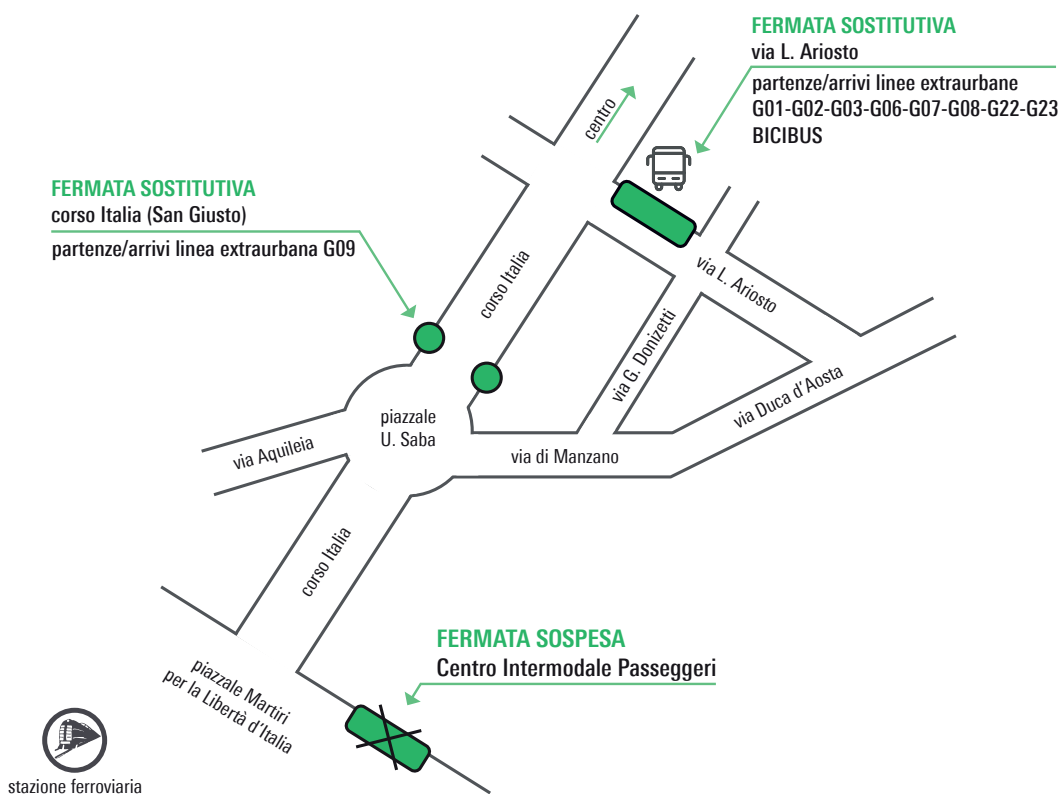 FERMATA SOSTITUTIVA
via L. Ariosto
partenze/arrivi linee extraurbane
G01-G02-G03-G06-G07-G08-G22-G23
BICIBUS
centro
FERMATA SOSTITUTIVA
corso Italia (San Giusto)
partenze/arrivi linea extraurbana G09
corso Italia
via L. Ariosto
via G. Donizetti
via Duca d'Aosta
piazzale
U. Saba
via Aquileia
via di Manzano
corso Italia
FERMATA SOSPESA
Centro Intermodale Passeggeri
piazzale Martiri
per la Libertà d'Italia
stazione ferroviaria